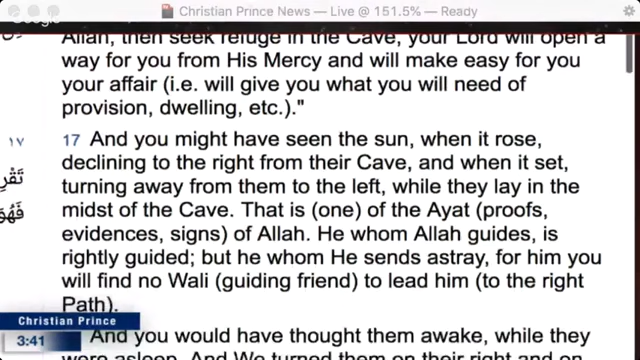 Christian Prince News — Live @ 151.5% — Ready
Allah, then seek refuge in the Cave, your Lord will open a
way for you from His Mercy and will make easy for you
your affair (i.e. will give you what you will need of
provision, dwelling, etc.)."
١٧
17 And you might have seen the sun, when it rose,
declining to the right from their Cave, and when it set,
turning away from them to the left, while they lay in the
midst of the Cave. That is (one) of the Ayat (proofs,
evidences, signs) of Allah. He whom Allah guides, is
rightly guided; but he whom He sends astray, for him you
will find no Wali (guiding friend) to lead him (to the right
Path).
And you would have thought them awake, while they
were asleep. And We turned them on their right and on
Christian Prince
3:41